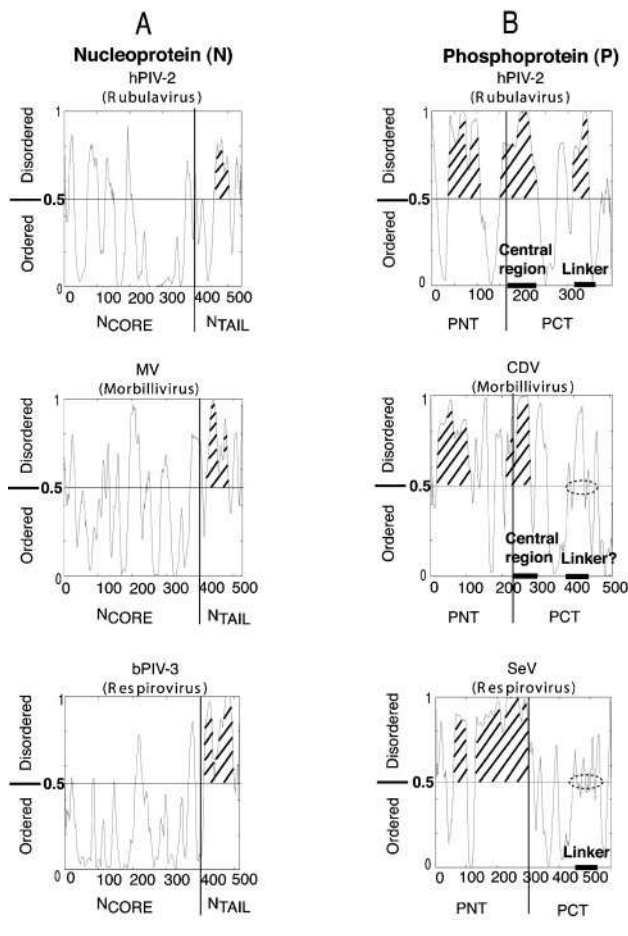 A
Nucleoprotein (N)
hPIV-2
(Rubulavirus)
1
Disordered
0.5
Ordered
0
0 100 200 300 400 500
NCORE NTAIL
MV
(Morbillivirus)
1
Disordered
0.5
Ordered
0
0 100 200 300 400 500
NCORE NTAIL
bPIV-3
(Respirovirus)
1
Disordered
0.5
Ordered
0
0 100 200 300 400 500
NCORE NTAIL
B
Phosphoprotein (P)
hPIV-2
(Rubulavirus)
1
Disordered
0.5
Ordered
Central
region
Linker
0
0 100 200 300
PNT PCT
CDV
(Morbillivirus)
1
Disordered
0.5
Ordered
Central
region
Linker?
0
0 100 200 300 400 500
PNT PCT
SeV
(Respirovirus)
1
Disordered
0.5
Ordered
Linker
0
0 100 200 300 400 500
PNT PCT